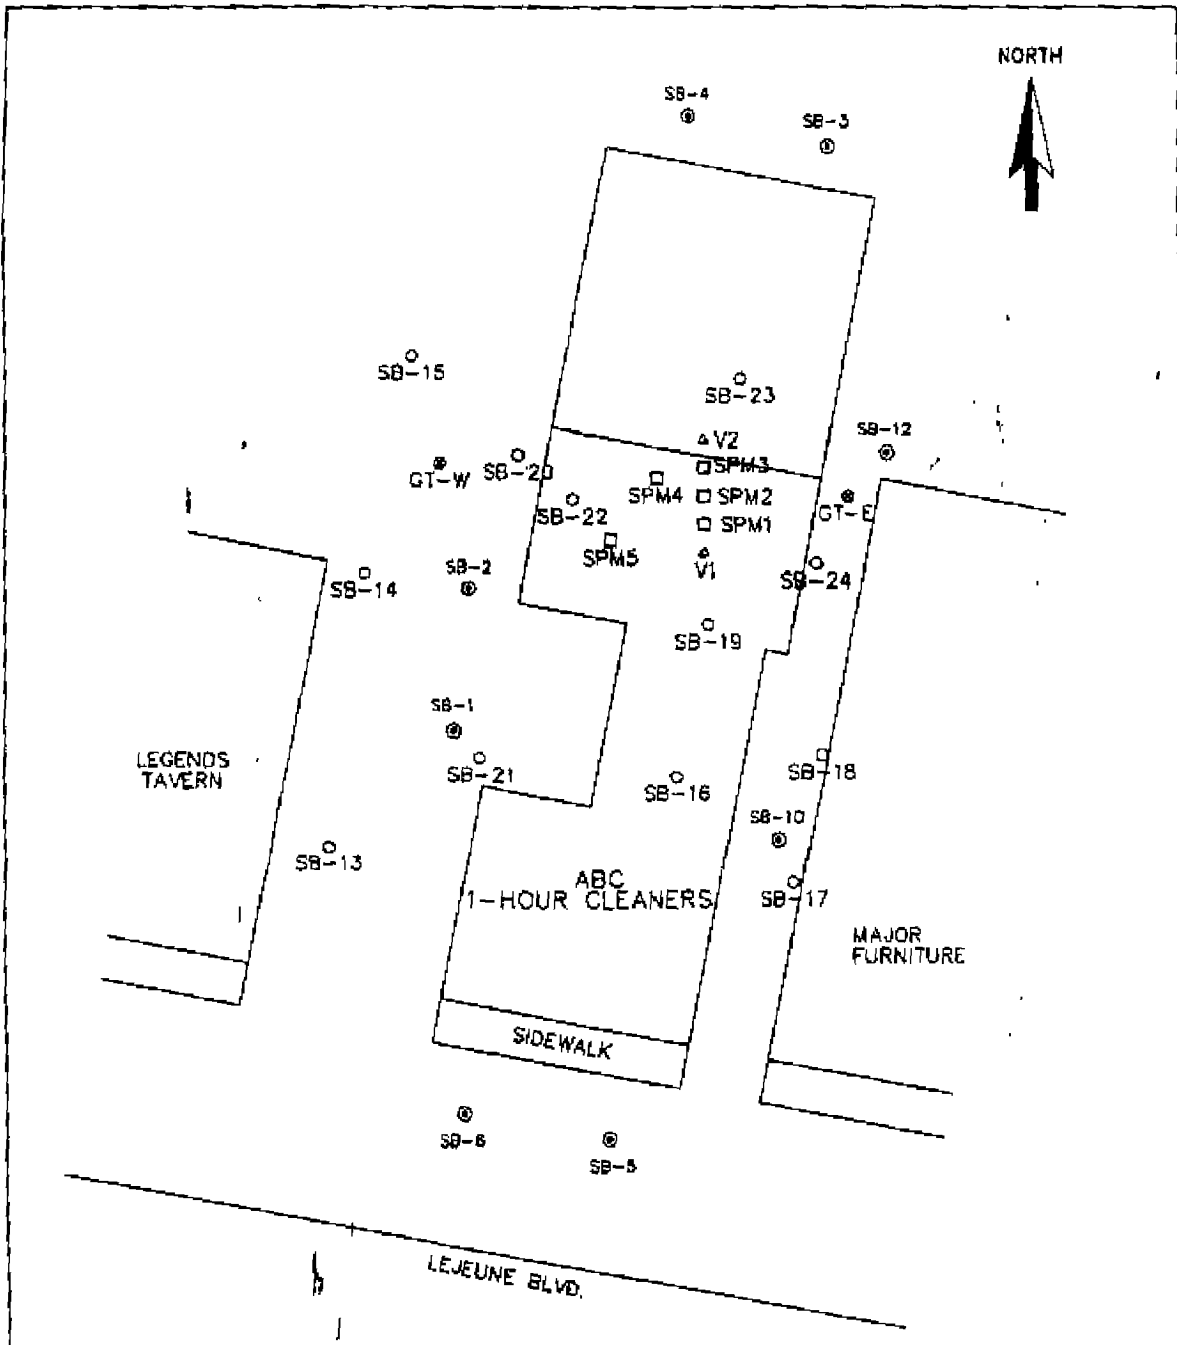 NORTH
SB-4
SB-3
SB-15
SB-23
V2
SB-12
SPM3
GT-W
SB-20
SPM4
SPM2
GT-E
SB-22
SPM1
SPM5
V1
SB-2
SB-14
SB-24
SB-19
SB-1
LEGENDS
TAVERN
SB-21
SB-16
SB-18
SB-10
SB-13
ABC
1-HOUR CLEANERS
SB-17
MAJOR
FURNITURE
SIDEWALK
SB-6
SB-5
LEJEUNE BLVD.